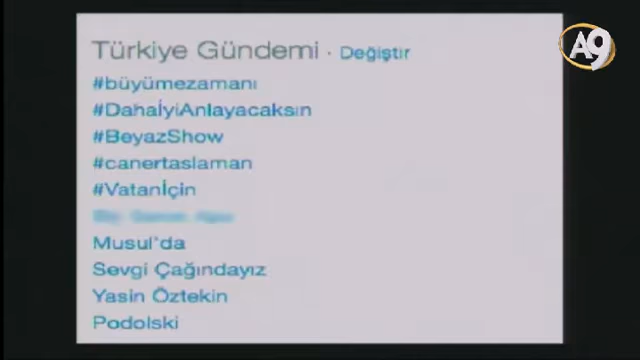 A9
Türkiye Gündemi · Değiştir
#büyümezamanı
#DahaİyiAnlayacaksın
#BeyazShow
#canertaslaman
#Vatanİçin
Musul'da
Sevgi Çağındayız
Yasin Öztekin
Podolski